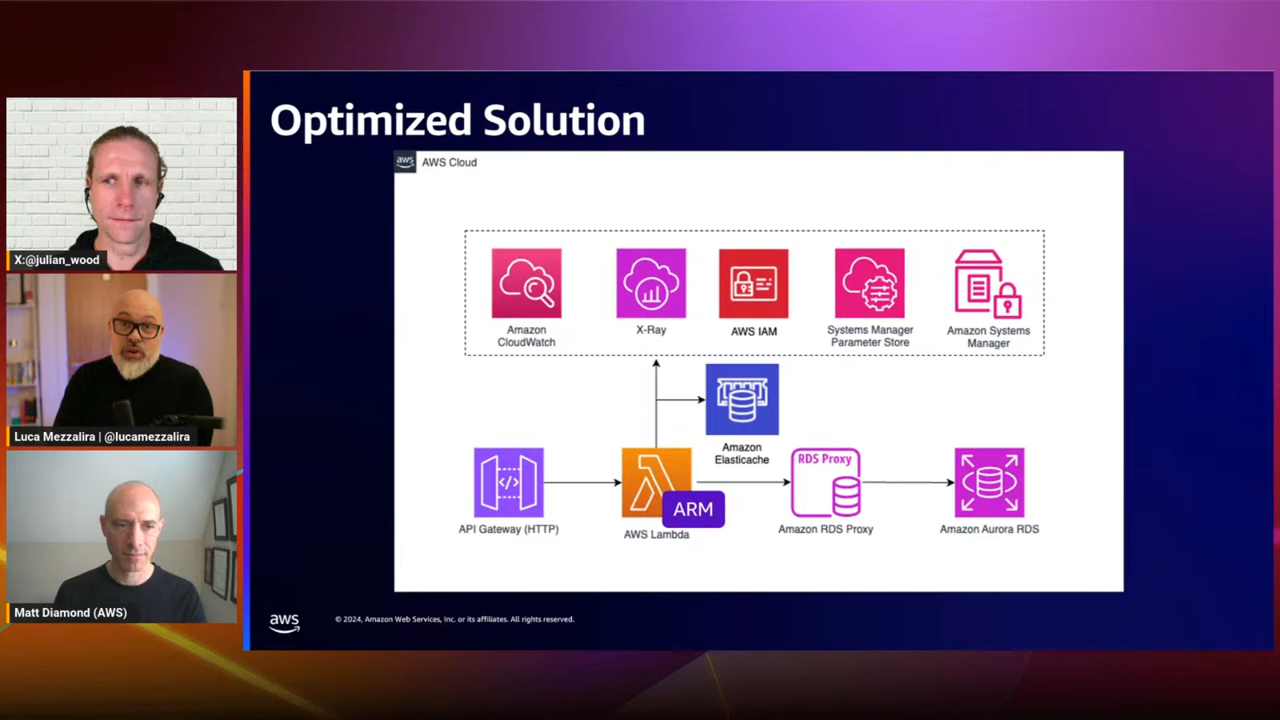 Optimized Solution
aws
AWS Cloud
Amazon
CloudWatch
X-Ray
AWS IAM
Systems Manager
Parameter Store
Amazon Systems
Manager
Amazon
Elasticache
API Gateway (HTTP)
AWS Lambda
ARM
RDS Proxy
Amazon RDS Proxy
Amazon Aurora RDS
aws
© 2024, Amazon Web Services, Inc. or its affiliates. All rights reserved.
X:@julian_wood
Luca Mezzalira | @lucamezzalira
Matt Diamond (AWS)